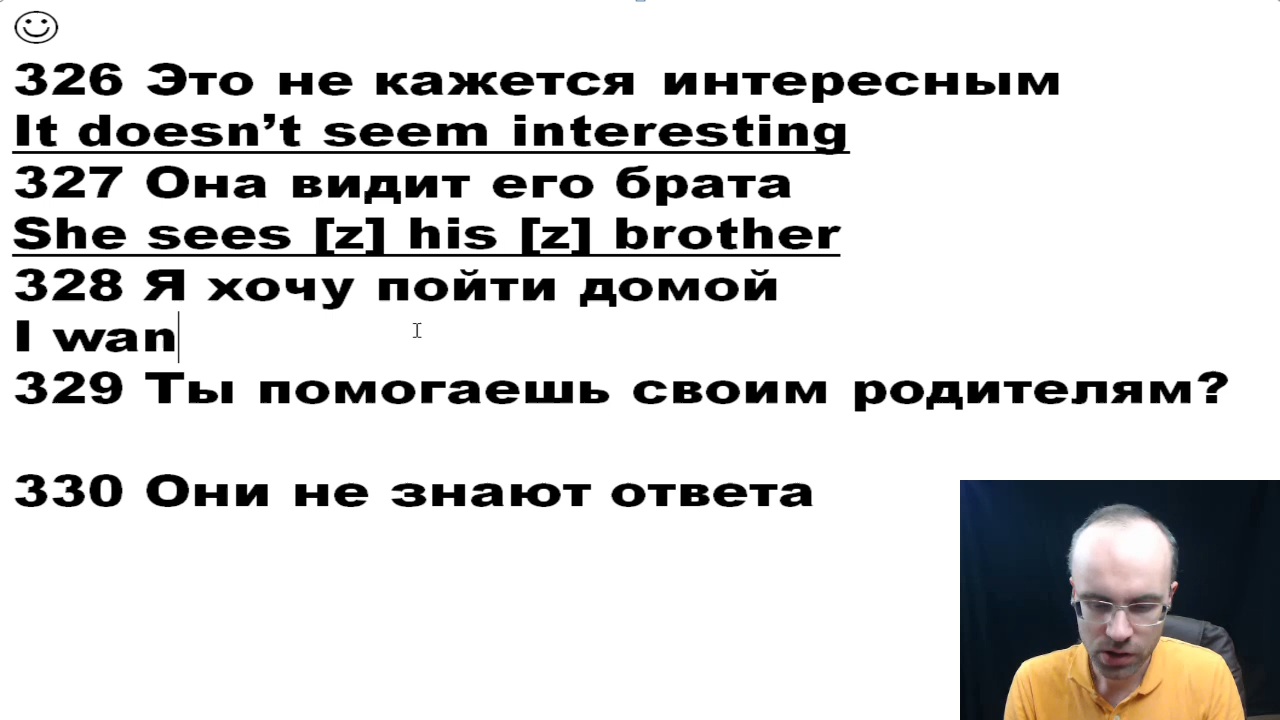 326 Это не кажется интересным
It doesn’t seem interesting
327 Она видит его брата
She sees [z] his [z] brother
328 Я хочу пойти домой
I wan
329 Ты помогаешь своим родителям?
330 Они не знают ответа